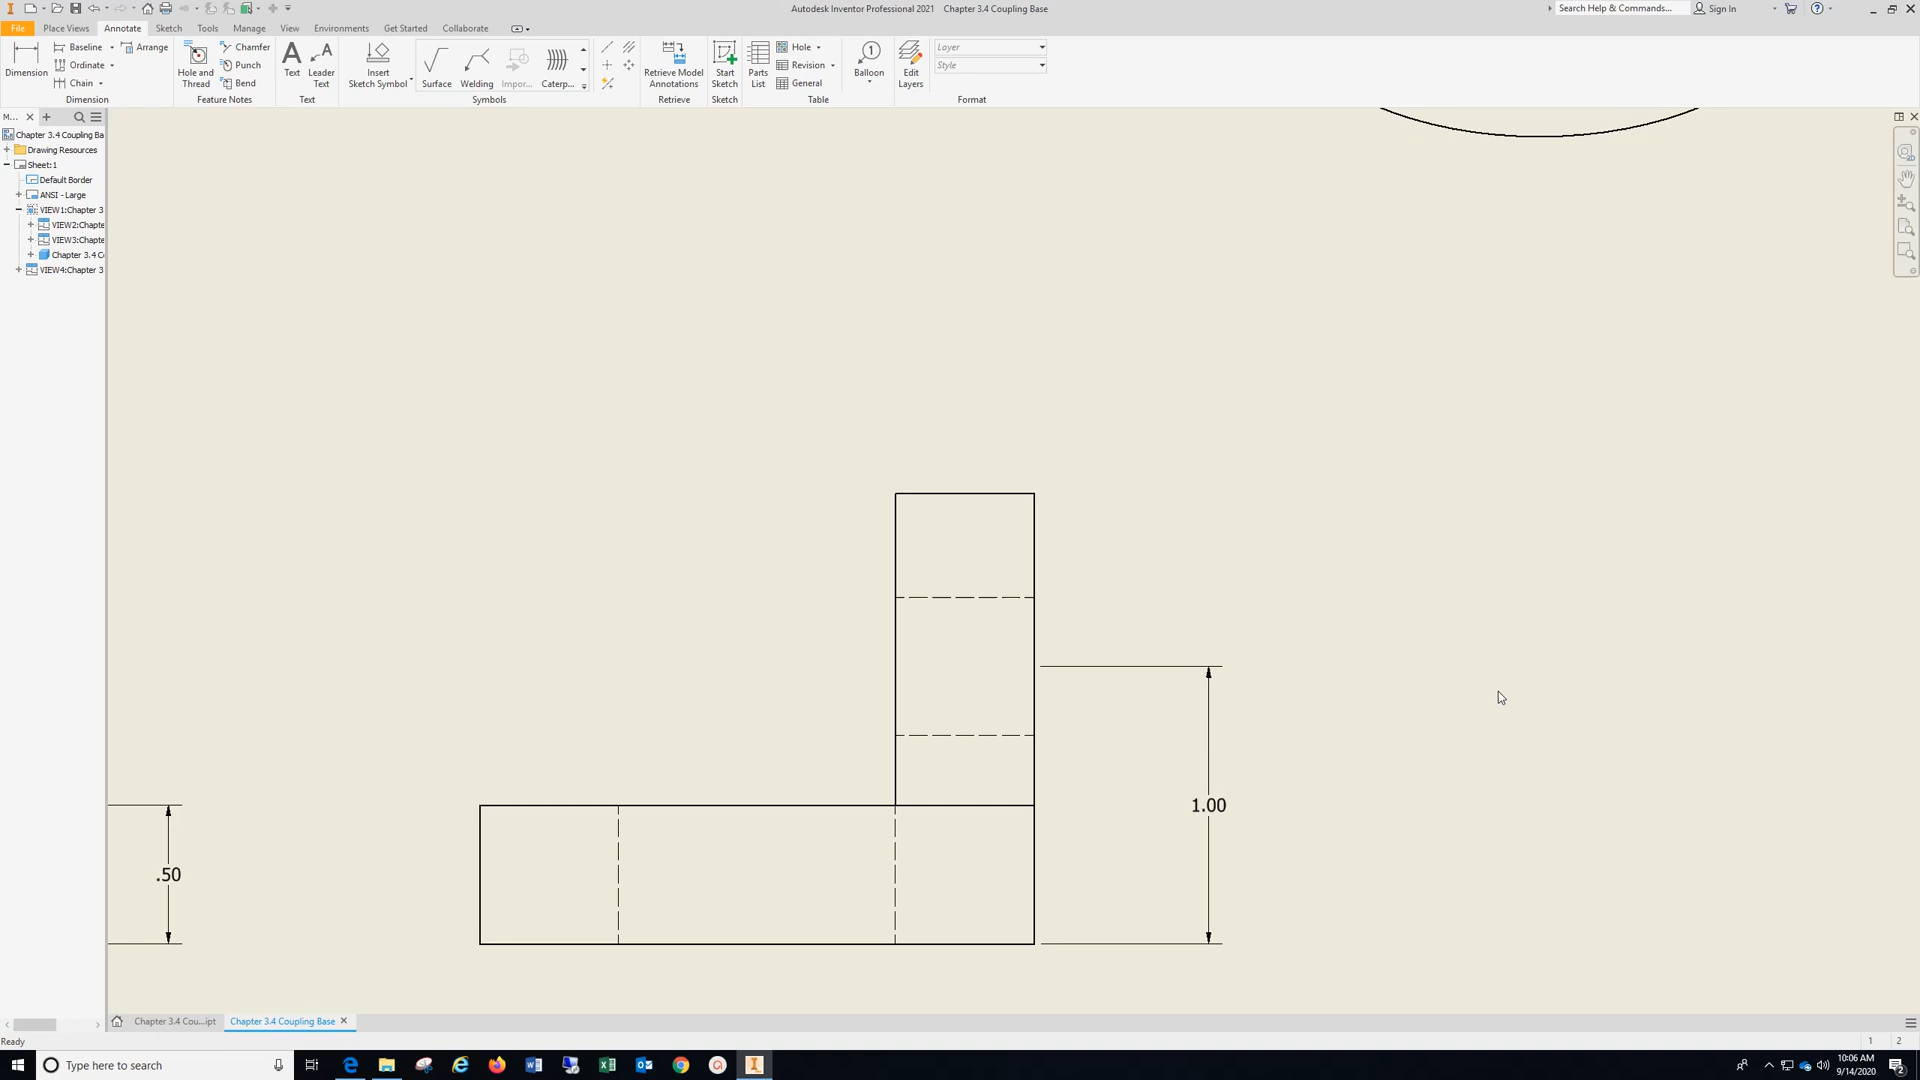 Autodesk Inventor Professional 2021 Chapter 3.4 Coupling Base
Search Help & Commands...
Sign In
File
Place Views
Annotate
Sketch
Tools
Manage
View
Environments
Get Started
Collaborate
Dimension
Baseline
Ordinate
Chain
Arrange
Dimension
Hole and Thread
Chamfer
Punch
Bend
Feature Notes
Text
Leader Text
Text
Insert Sketch Symbol
Surface
Welding
Impor...
Caterp...
Symbols
Retrieve Model Annotations
Retrieve
Start Sketch
Sketch
Parts List
Hole
Revision
General
Table
1
Balloon
Edit Layers
Layer
Style
Format
M...
Chapter 3.4 Coupling Ba
Drawing Resources
Sheet:1
Default Border
ANSI - Large
VIEW1:Chapter 3
VIEW2:Chapte
VIEW3:Chapte
Chapter 3.4 C
VIEW4:Chapter 3
1.00
.50
Chapter 3.4 Cou...ipt
Chapter 3.4 Coupling Base
Ready
1 2
Type here to search
10:06 AM
9/14/2020
2